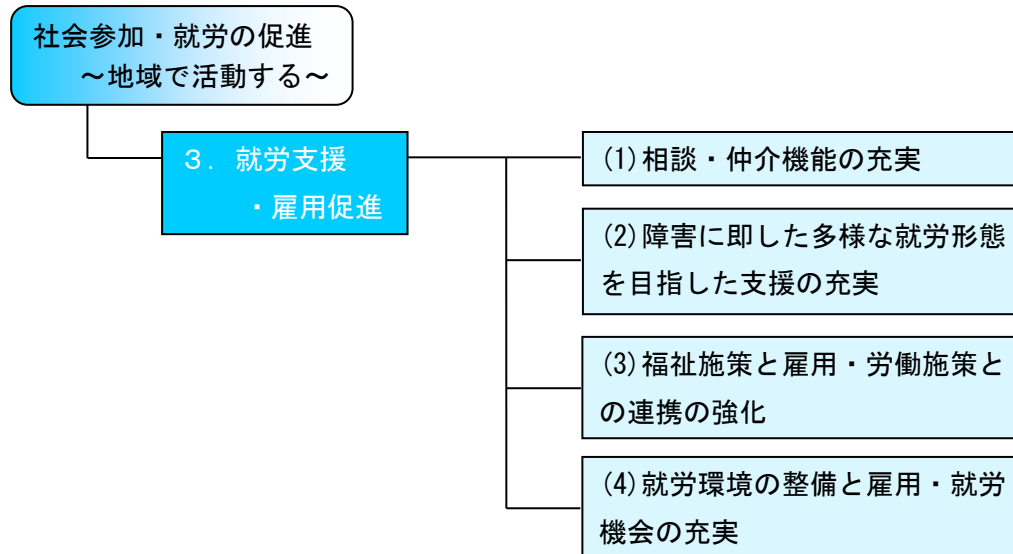 社会参加・就労の促進
～地域で活動する～
３．就労支援
・雇用促進
(1)相談・仲介機能の充実
(2)障害に即した多様な就労形態
を目指した支援の充実
(3)福祉施策と雇用・労働施策と
の連携の強化
(4)就労環境の整備と雇用・就労
機会の充実